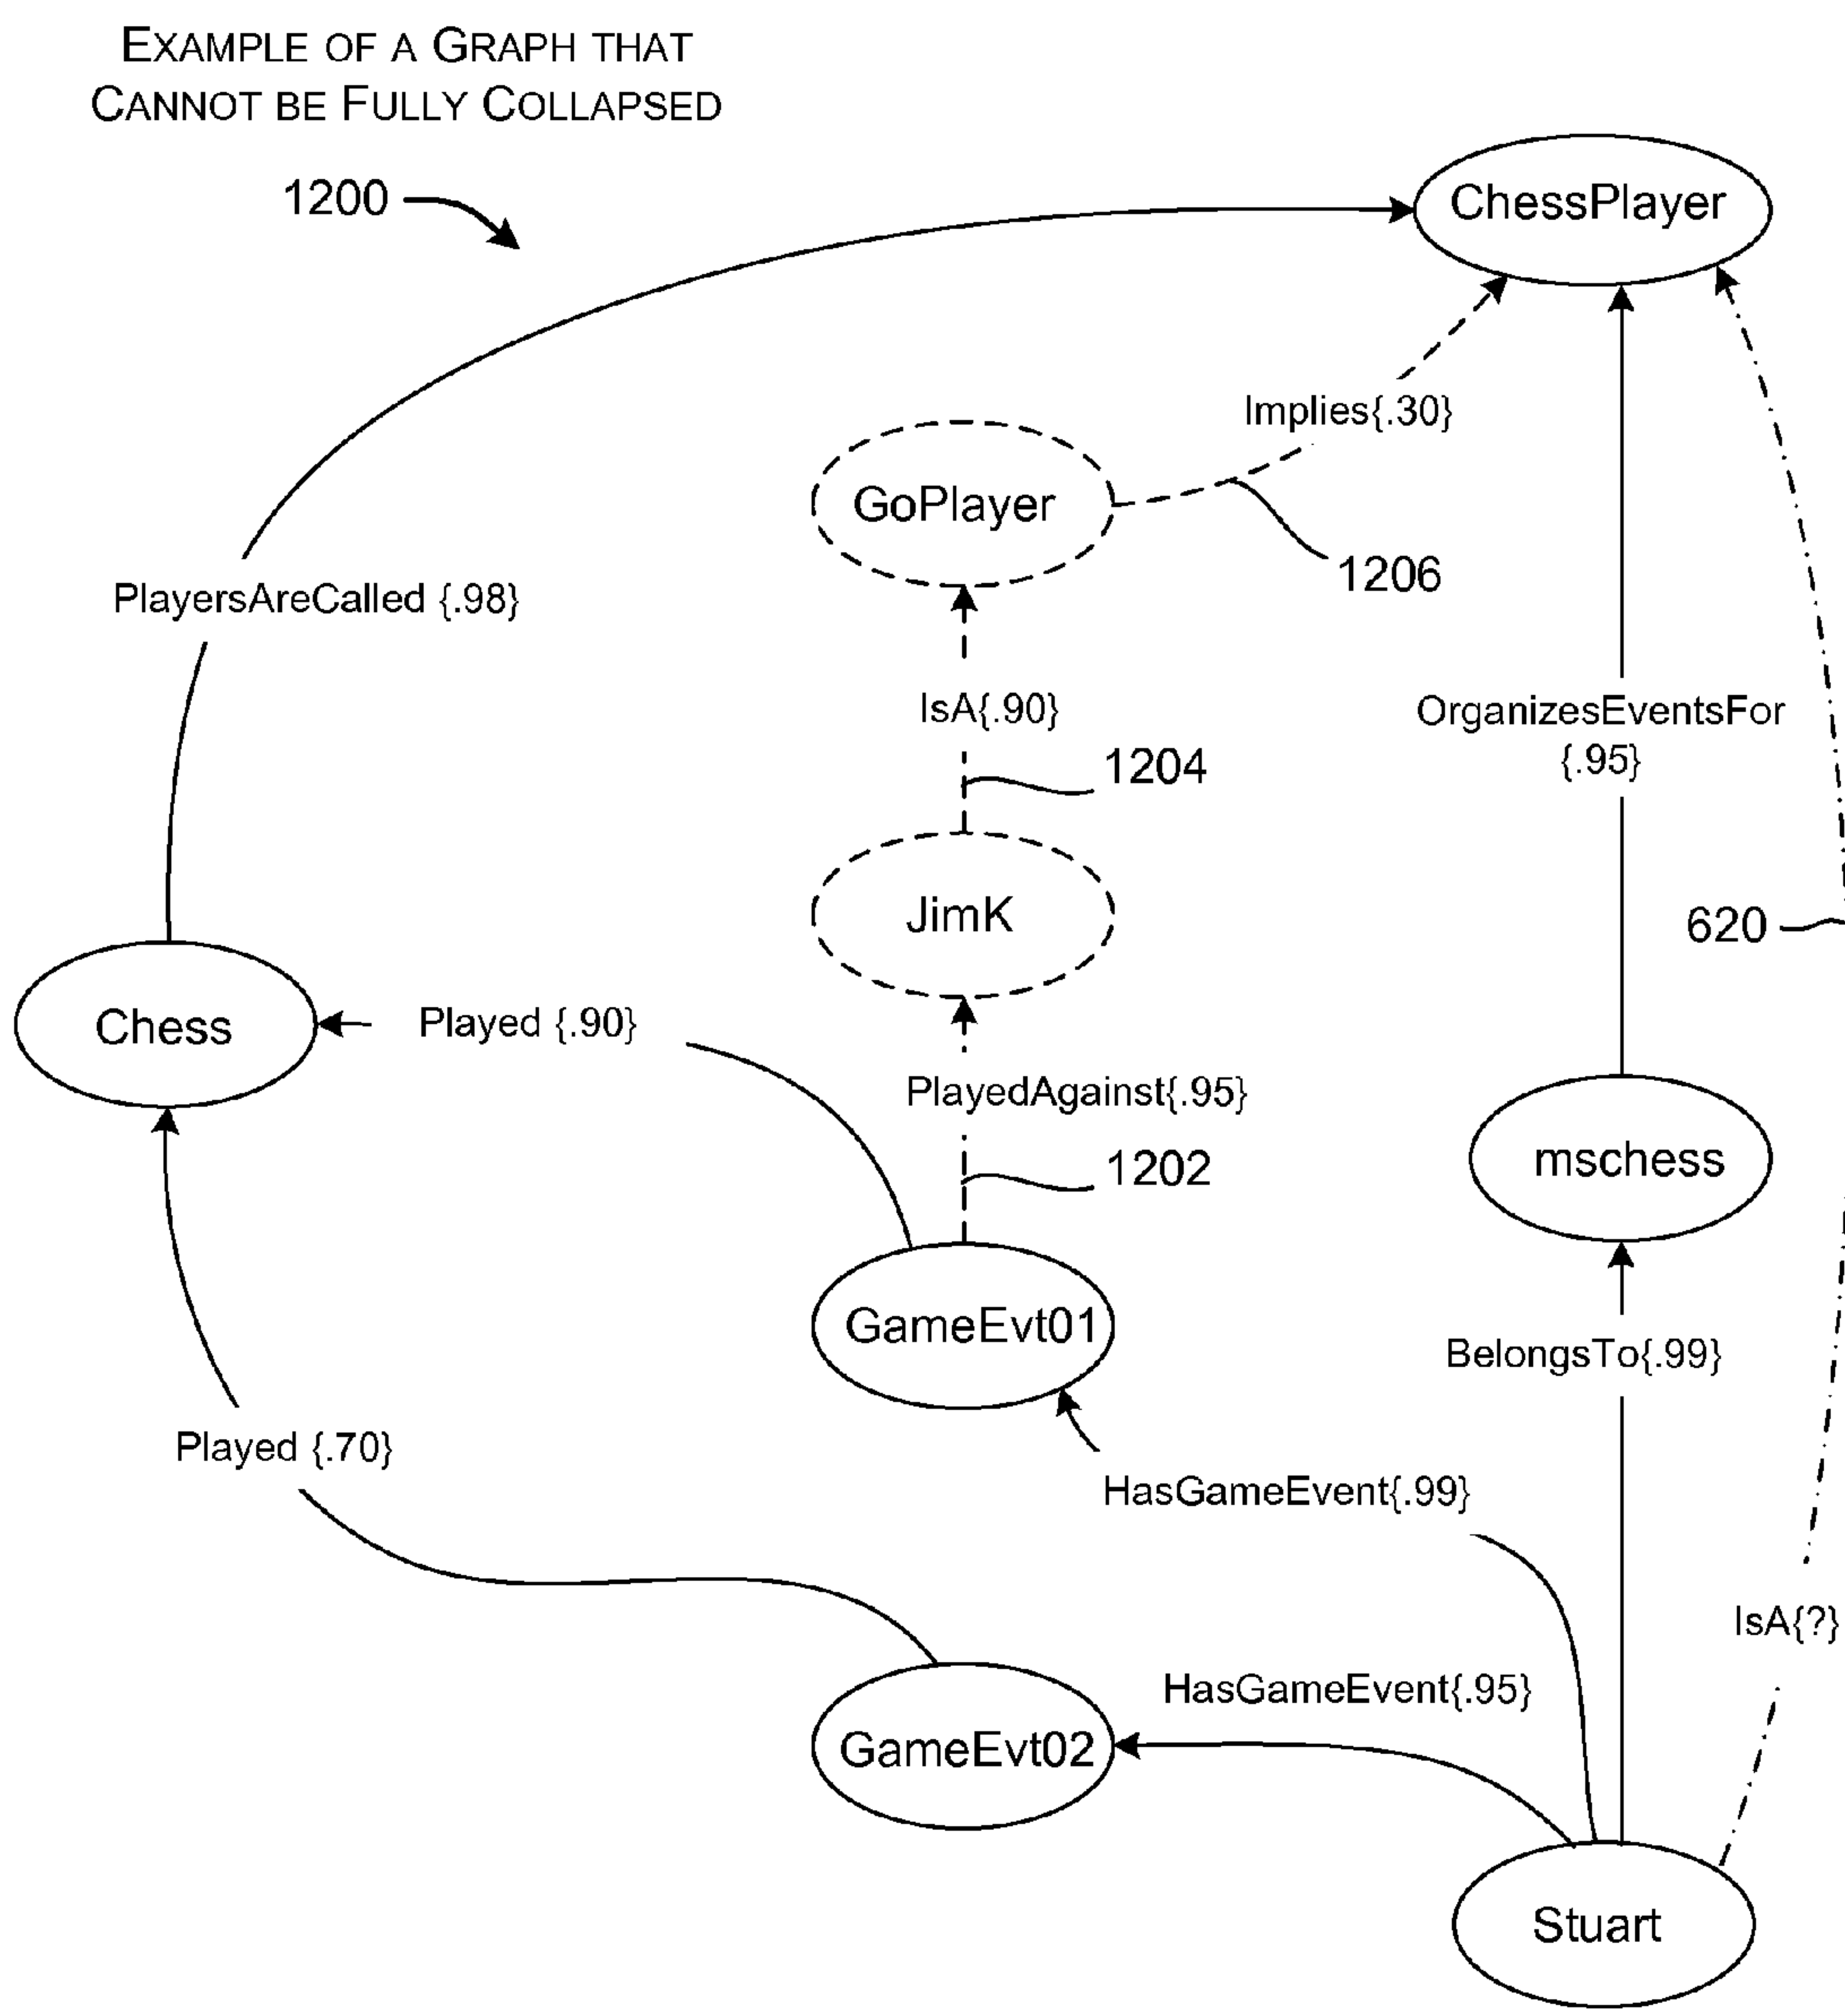 EXAMPLE OF A GRAPH THAT
CANNOT BE FULLY COLLAPSED
1200
ChessPlayer
Implies{.30}
GoPlayer
1206
PlayersAreCalled {.98}
IsA{.90}
OrganizesEventsFor
{.95}
1204
JimK
620
Chess
Played {.90}
PlayedAgainst{.95}
1202
mschess
GameEvt01
BelongsTo{.99}
Played {.70}
HasGameEvent{.99}
IsA{?}
HasGameEvent{.95}
GameEvt02
Stuart